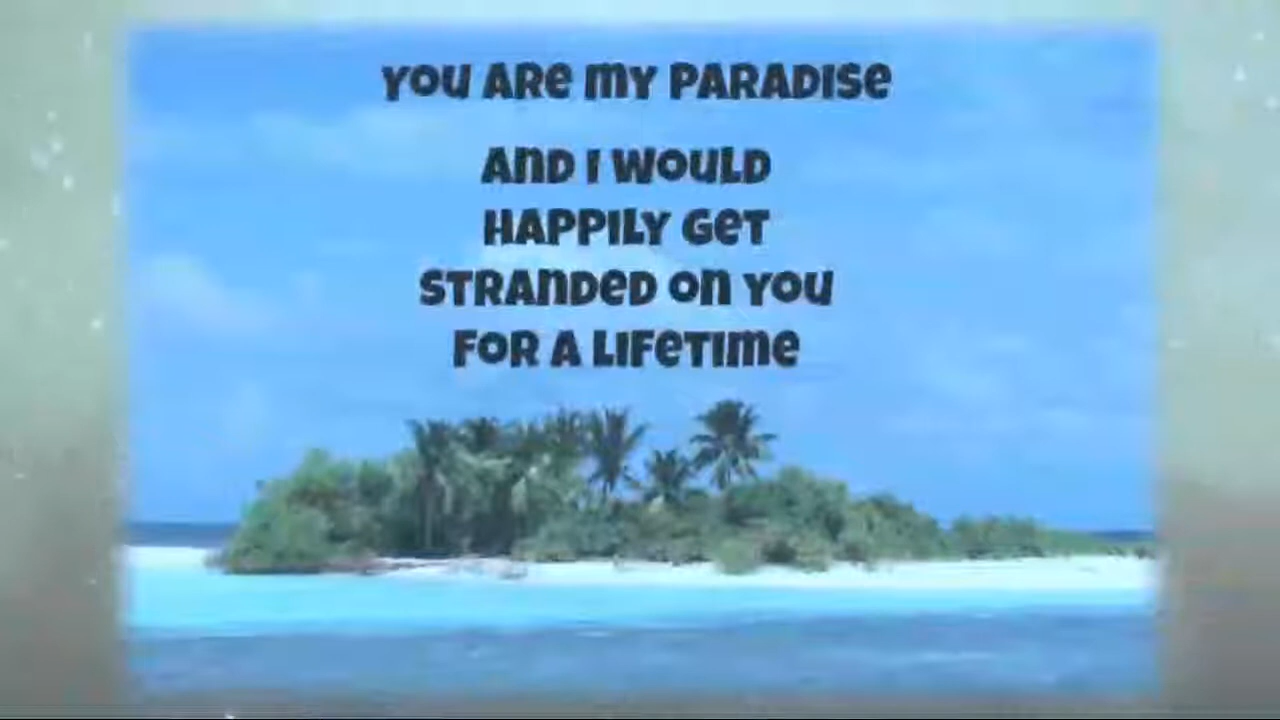 YOU ARE MY PARADISE
AND I WOULD
HAPPILY GET
STRANDED ON YOU
FOR A LIFETIME